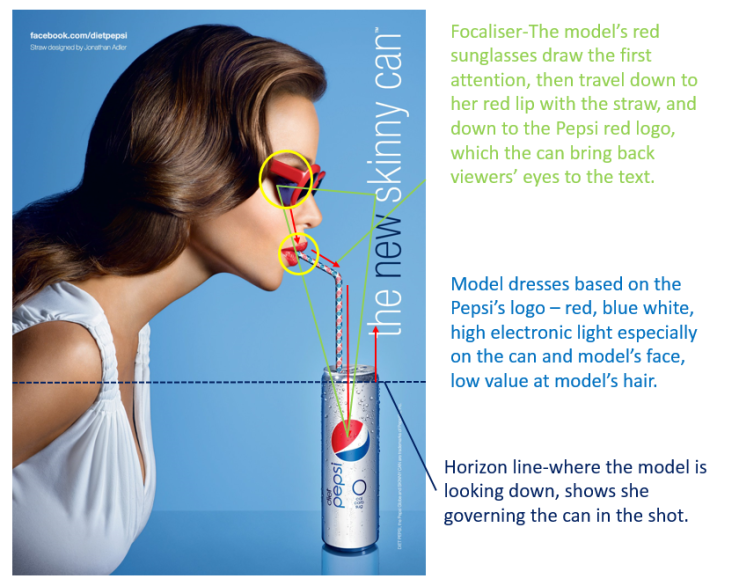 facebook.com/dietpepsi
Straw designed by Jonathan Adler
the new skinny can™
diet
pepsi
Focaliser-The model’s red
sunglasses draw the first
attention, then travel down to
her red lip with the straw, and
down to the Pepsi red logo,
which the can bring back
viewers’ eyes to the text.
Model dresses based on the
Pepsi’s logo – red, blue white,
high electronic light especially
on the can and model’s face,
low value at model’s hair.
Horizon line-where the model is
looking down, shows she
governing the can in the shot.